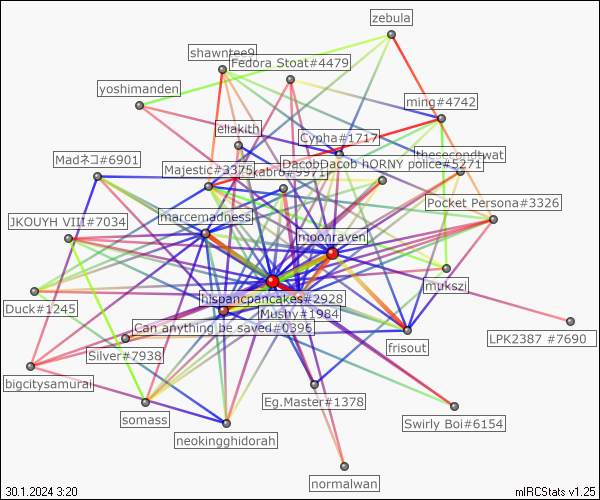 zebula
shawntee9
Fedora Stoat#4479
yoshimanden
ming#4742
eliakith
Cypha#1717
thesecondtwat
Madネコ#6901
DacobDacob hORNY police#5271
Majestic#3375
Pocket Persona#3326
JKOUYH VIII#7034
marcemadness
moonraven
mukszi
hispancpancakes#2928
Duck#1245
Mushy#1984
Can anything be saved#0396
LPK2387 #7690
frisout
Silver#7938
bigcitysamurai
Eg.Master#1378
somass
Swirly Boi#6154
neokingghidorah
normalwan
30.1.2024 3:20
mIRCStats v1.25